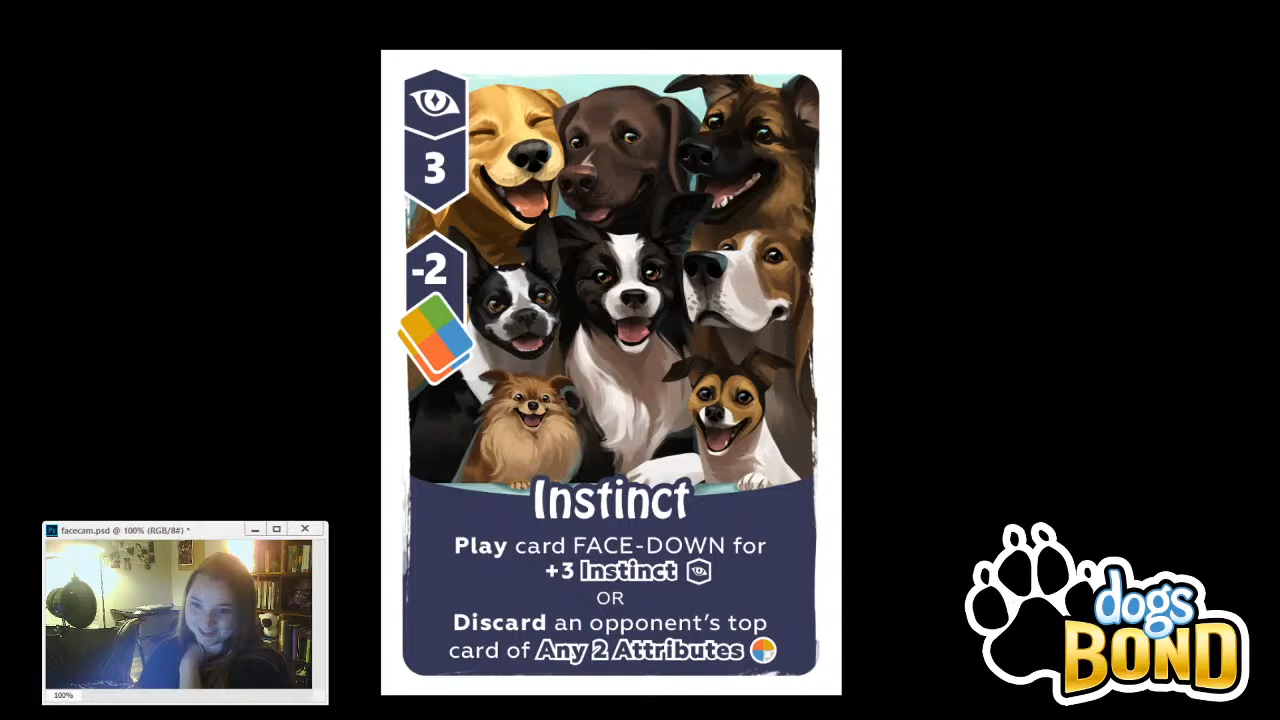 3
-2
Instinct
Play card FACE-DOWN for
+3 Instinct
OR
Discard an opponent's top
card of Any 2 Attributes
Ps facecam.psd @ 100% (RGB/8#) *
100%
dogs
BOND